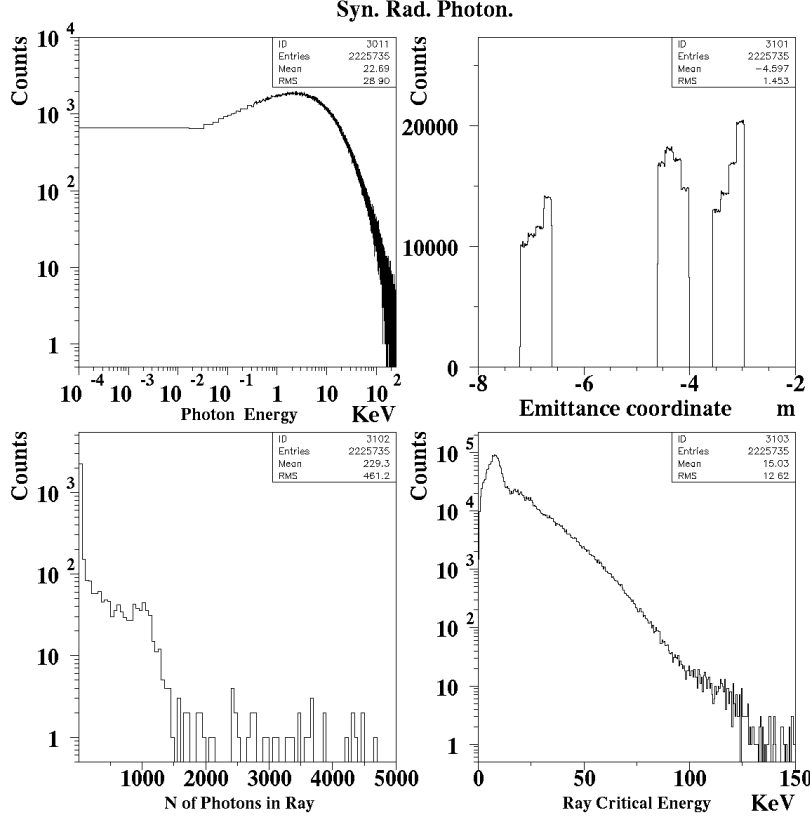 Syn. Rad. Photon.
ID 3011
Entries 2225735
Mean 22.69
RMS 28.90
Counts
10 4
10 3
10 2
10
1
10 -4 10 -3 10 -2 10 -1 1 10 10 2
Photon Energy KeV
ID 3101
Entries 2225735
Mean -4.597
RMS 1.453
Counts
20000
10000
0
-8 -6 -4 -2
Emittance coordinate m
ID 3102
Entries 2225735
Mean 229.3
RMS 461.2
Counts
10 3
10 2
10
1
1000 2000 3000 4000 5000
N of Photons in Ray
ID 3103
Entries 2225735
Mean 15.03
RMS 12.62
Counts
10 5
10 4
10 3
10 2
10
1
0 50 100 150
Ray Critical Energy KeV